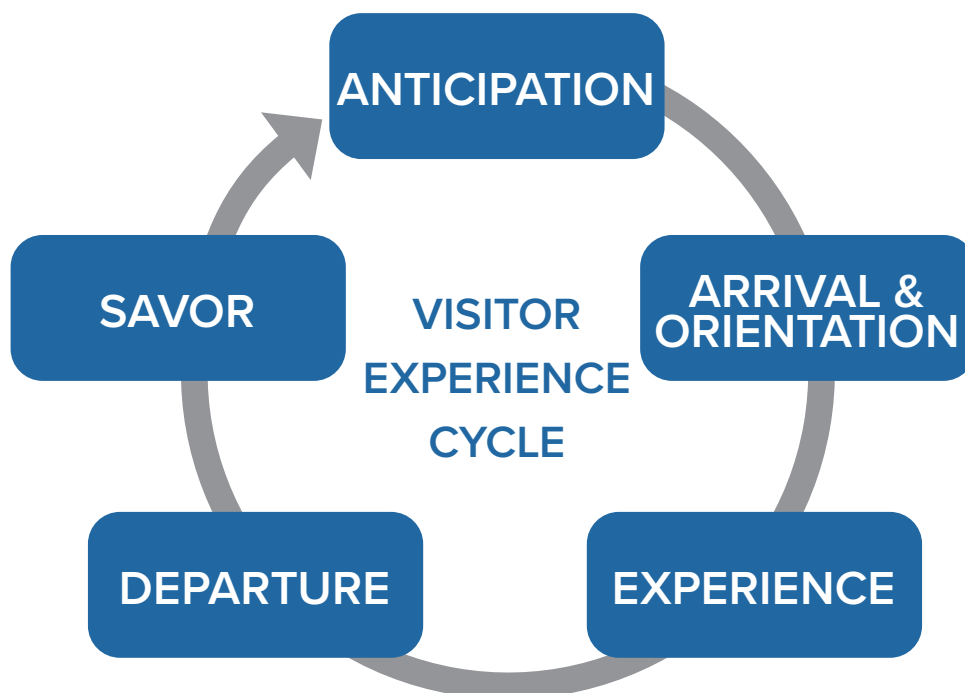 ANTICIPATION
ARRIVAL &
ORIENTATION
EXPERIENCE
DEPARTURE
SAVOR
VISITOR
EXPERIENCE
CYCLE